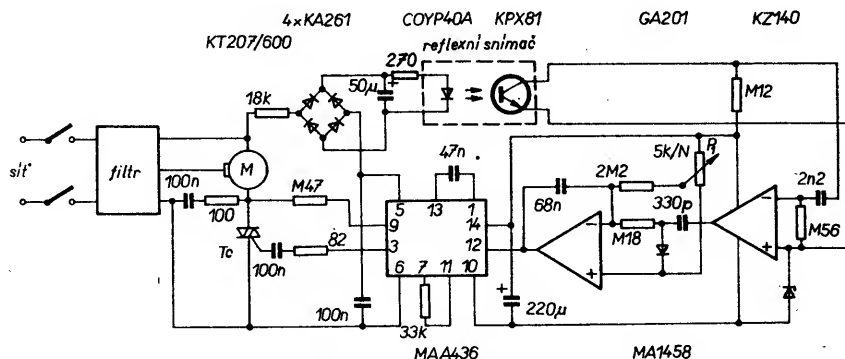 4×KA261 COYP40A KPX81 GA201 KZ140
KT207/600
reflexní snímač
270
50μ
+
18k
M12
síť
filtr
M
100n
100
M47
47n
5k/N
P1
2M2
330p
2n2
68n
M18
M56
5 13 1
9 14
3 12
6 7 11 10
82
Tc
100n
100n
33k
+
220μ
−
+
−
+
MAA436 MA1458